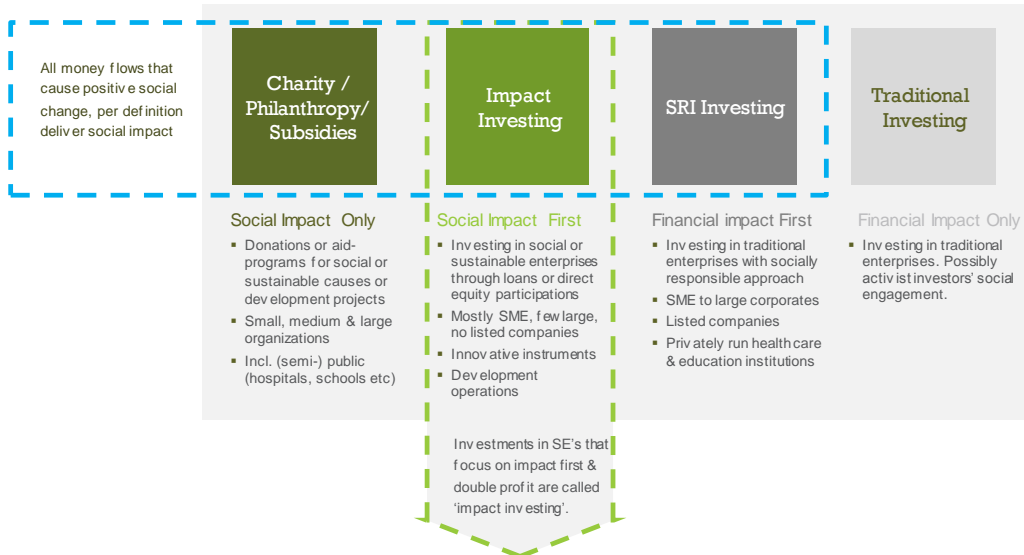 All money flows that
cause positive social
change, per definition
deliver social impact
Charity /
Philanthropy/
Subsidies
Impact
Investing
SRI Investing
Traditional
Investing
Social Impact Only
▪ Donations or aid-
programs for social or
sustainable causes or
development projects
▪ Small, medium & large
organizations
▪ Incl. (semi-) public
(hospitals, schools etc)
Social Impact First
▪ Investing in social or
sustainable enterprises
through loans or direct
equity participations
▪ Mostly SME, few large,
no listed companies
▪ Innovative instruments
▪ Development
operations
Financial impact First
▪ Investing in traditional
enterprises with socially
responsible approach
▪ SME to large corporates
▪ Listed companies
▪ Privately run health care
& education institutions
Financial Impact Only
▪ Investing in traditional
enterprises. Possibly
activist investors' social
engagement.
Investments in SE's that
focus on impact first &
double profit are called
'impact investing'.